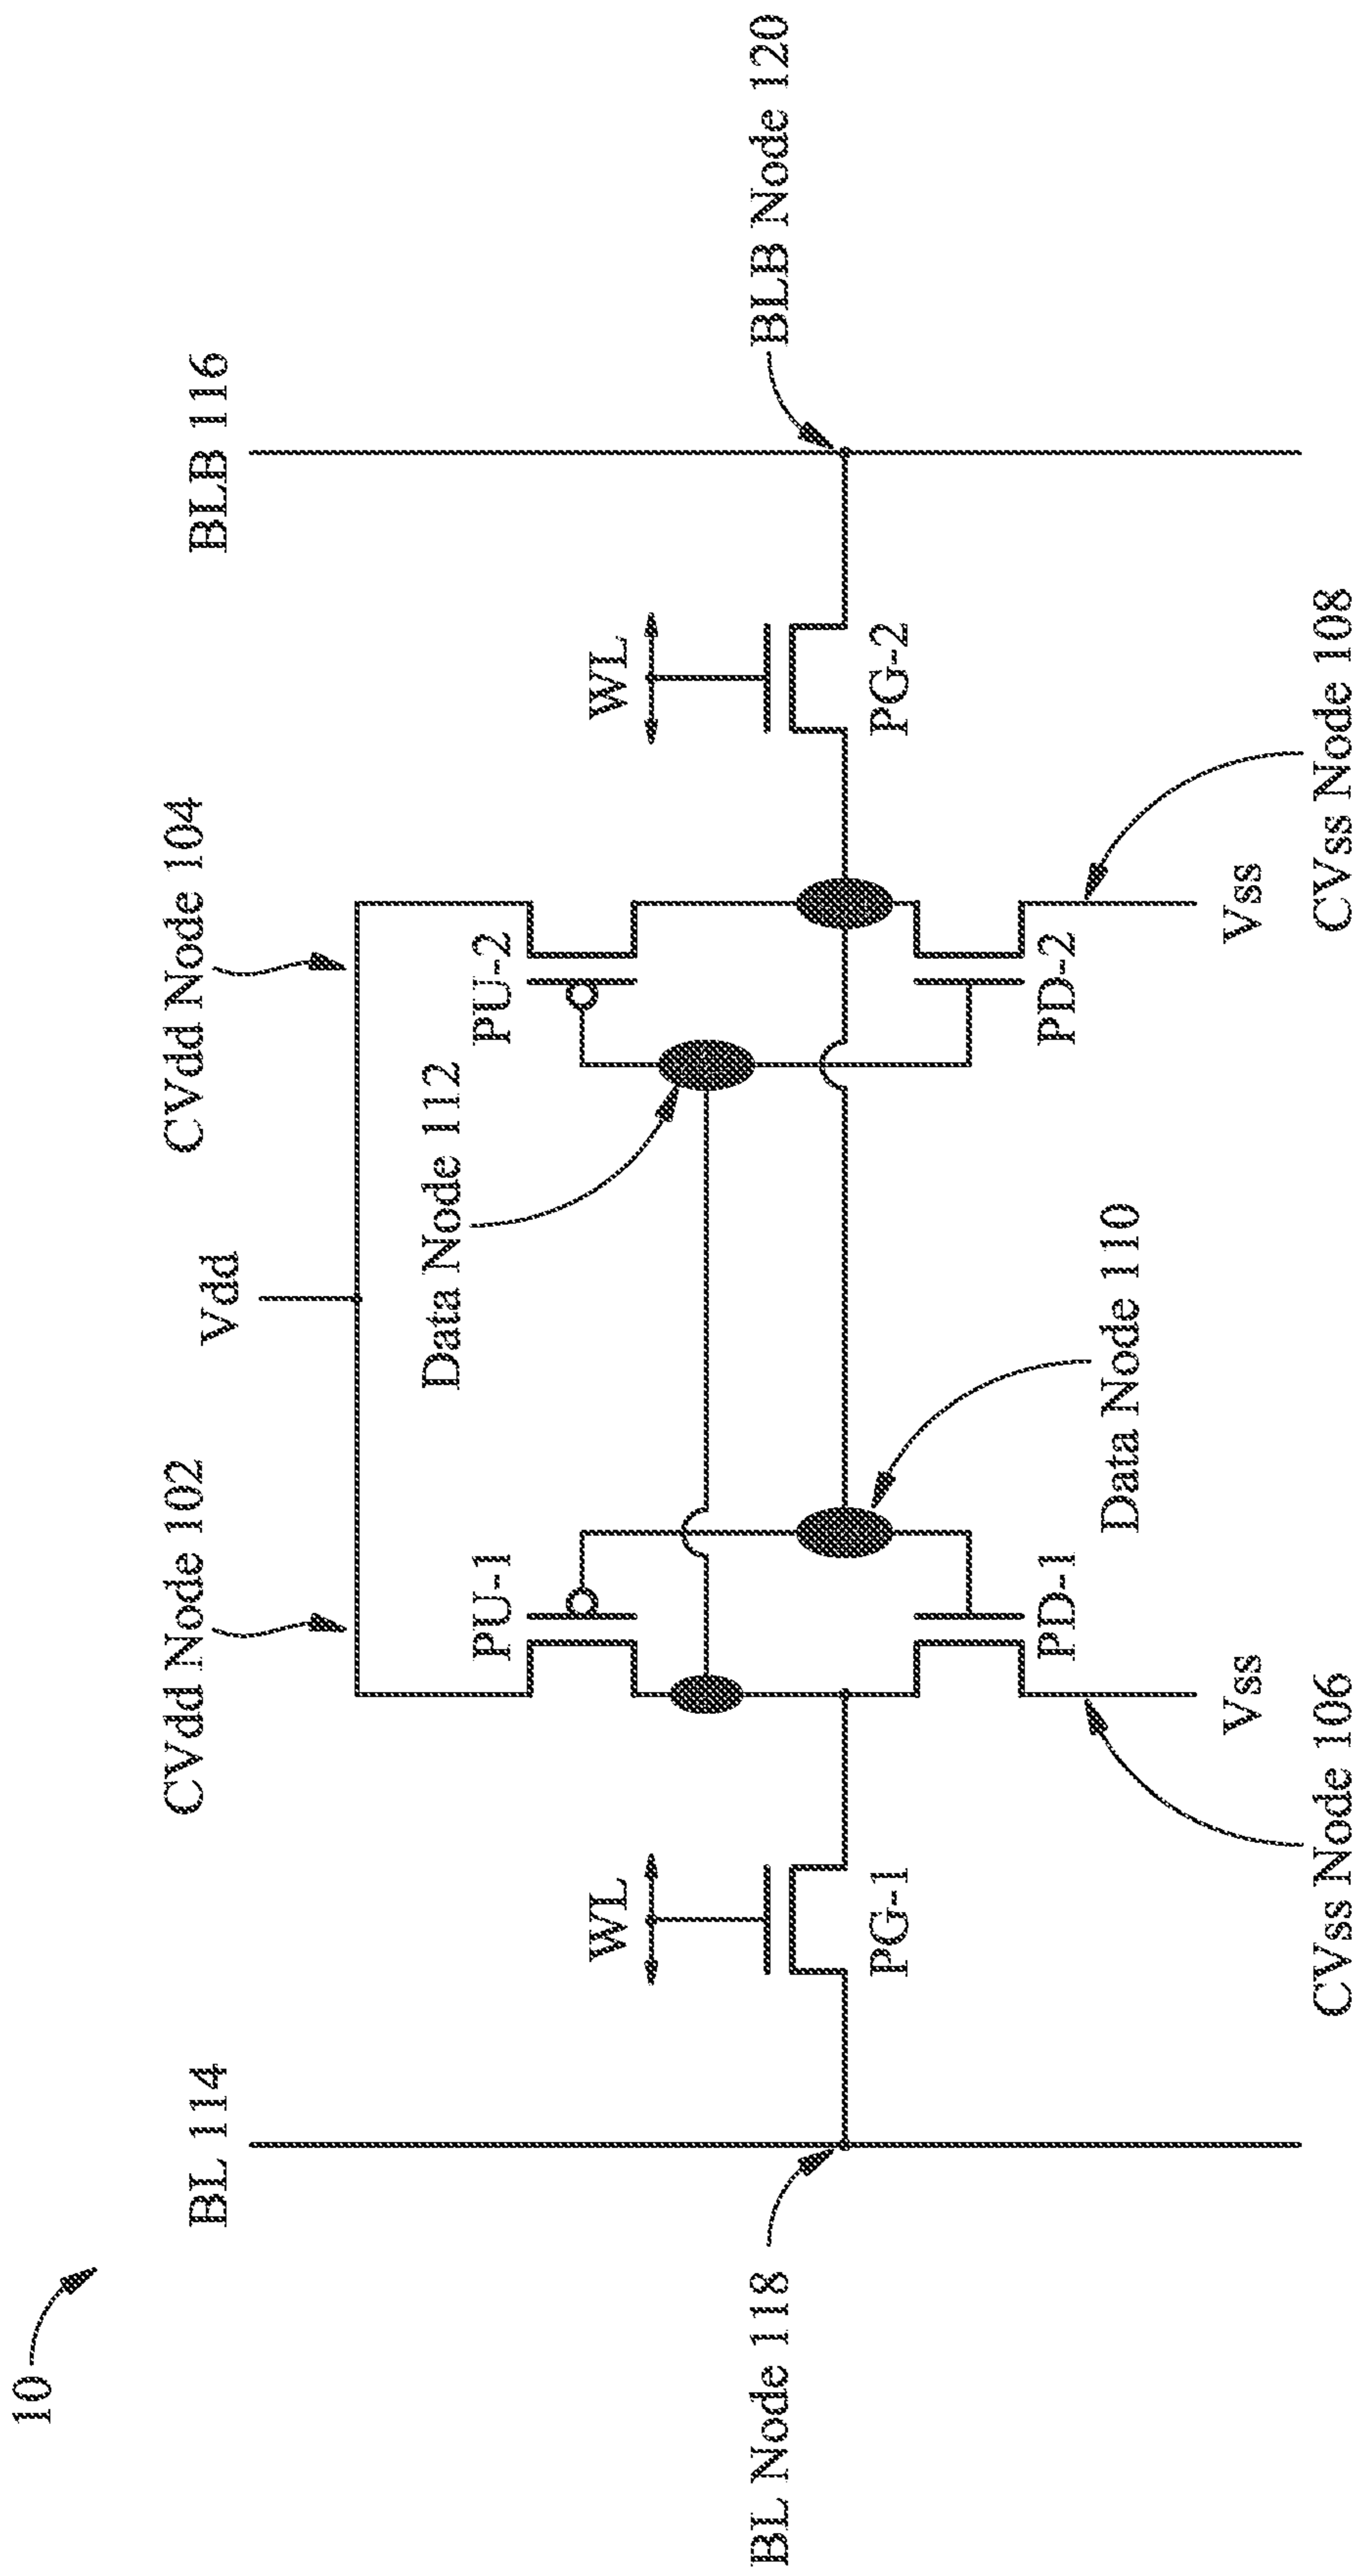 10
BL 114
CVdd Node 102
Vdd
CVdd Node 104
BLB 116
PU-1
Data Node 112
PU-2
WL
WL
BL Node 118
BLB Node 120
PG-1
PG-2
PD-1
Data Node 110
PD-2
Vss
Vss
CVss Node 106
CVss Node 108